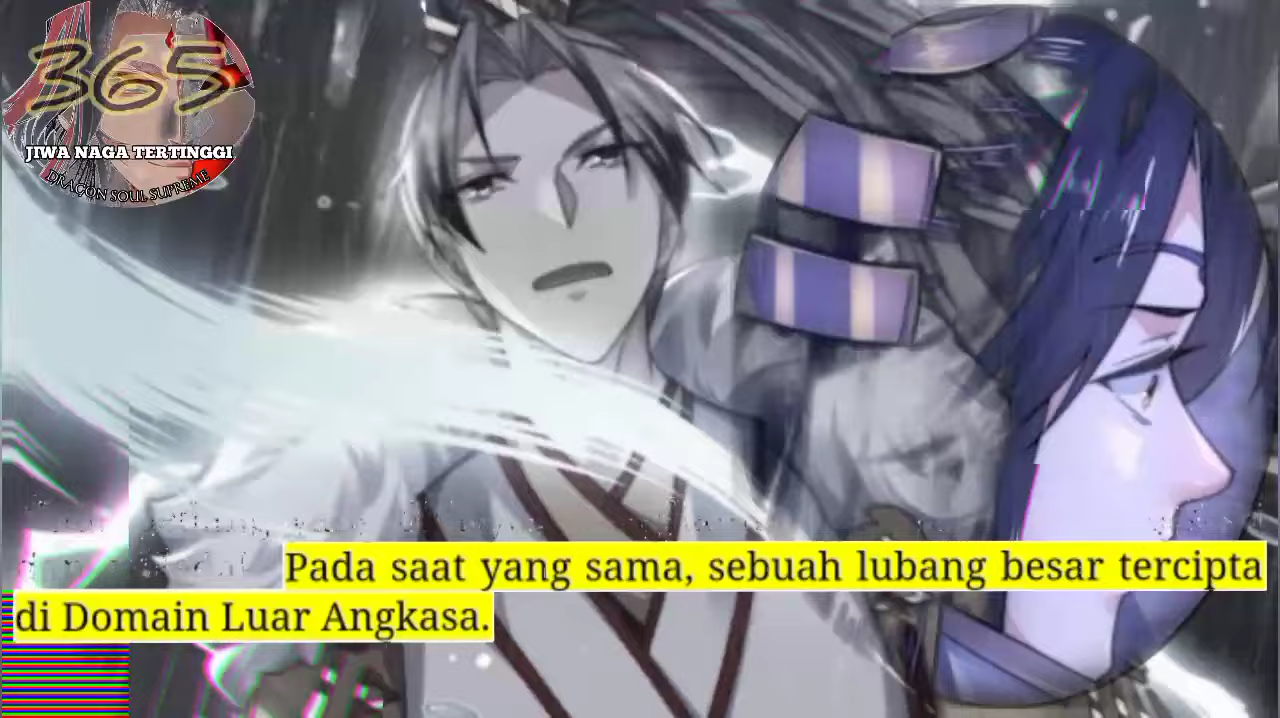 365
JIWA NAGA TERTINGGI
DRAGON SOUL SUPREME
Pada saat yang sama, sebuah lubang besar tercipta
di Domain Luar Angkasa.